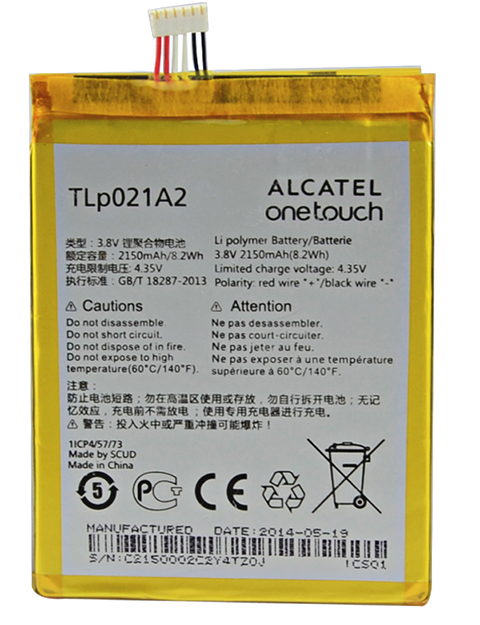 TLp021A2
ALCATEL
onetouch
类型: 3.8V 锂聚合物电池
额定容量: 2150mAh/8.2Wh
充电限制电压: 4.35V
执行标准: GB/T 18287-2013
Li polymer Battery/Batterie
3.8V 2150mAh(8.2Wh)
Limited charge voltage: 4.35V
Polarity: red wire "+"/black wire "-"
⚠ Cautions
Do not disassemble
Do not short circuit.
Do not dispose of in fire.
Do not expose to high
temperature(60°C/140°F).
⚠ Attention
Ne pas desassembler.
Ne pas court-circuiter.
Ne pas jeter au feu.
Ne pas exposer à une température
supérieure à 60°C/140°F.
注意:
防止电池短路; 勿在高温区使用或存放, 勿自行拆开电池; 无记
忆效应, 充电前不需放电; 请使用指定充电器。
⚠ 警告: 投入火中或严重冲撞可能爆炸!
1ICP4/57/73
Made by SCUD
Made in China
5
CE
MANUFACTURED DATE:2014-05-19
S/N:C2150002C2Y4TZ0J
ICS01